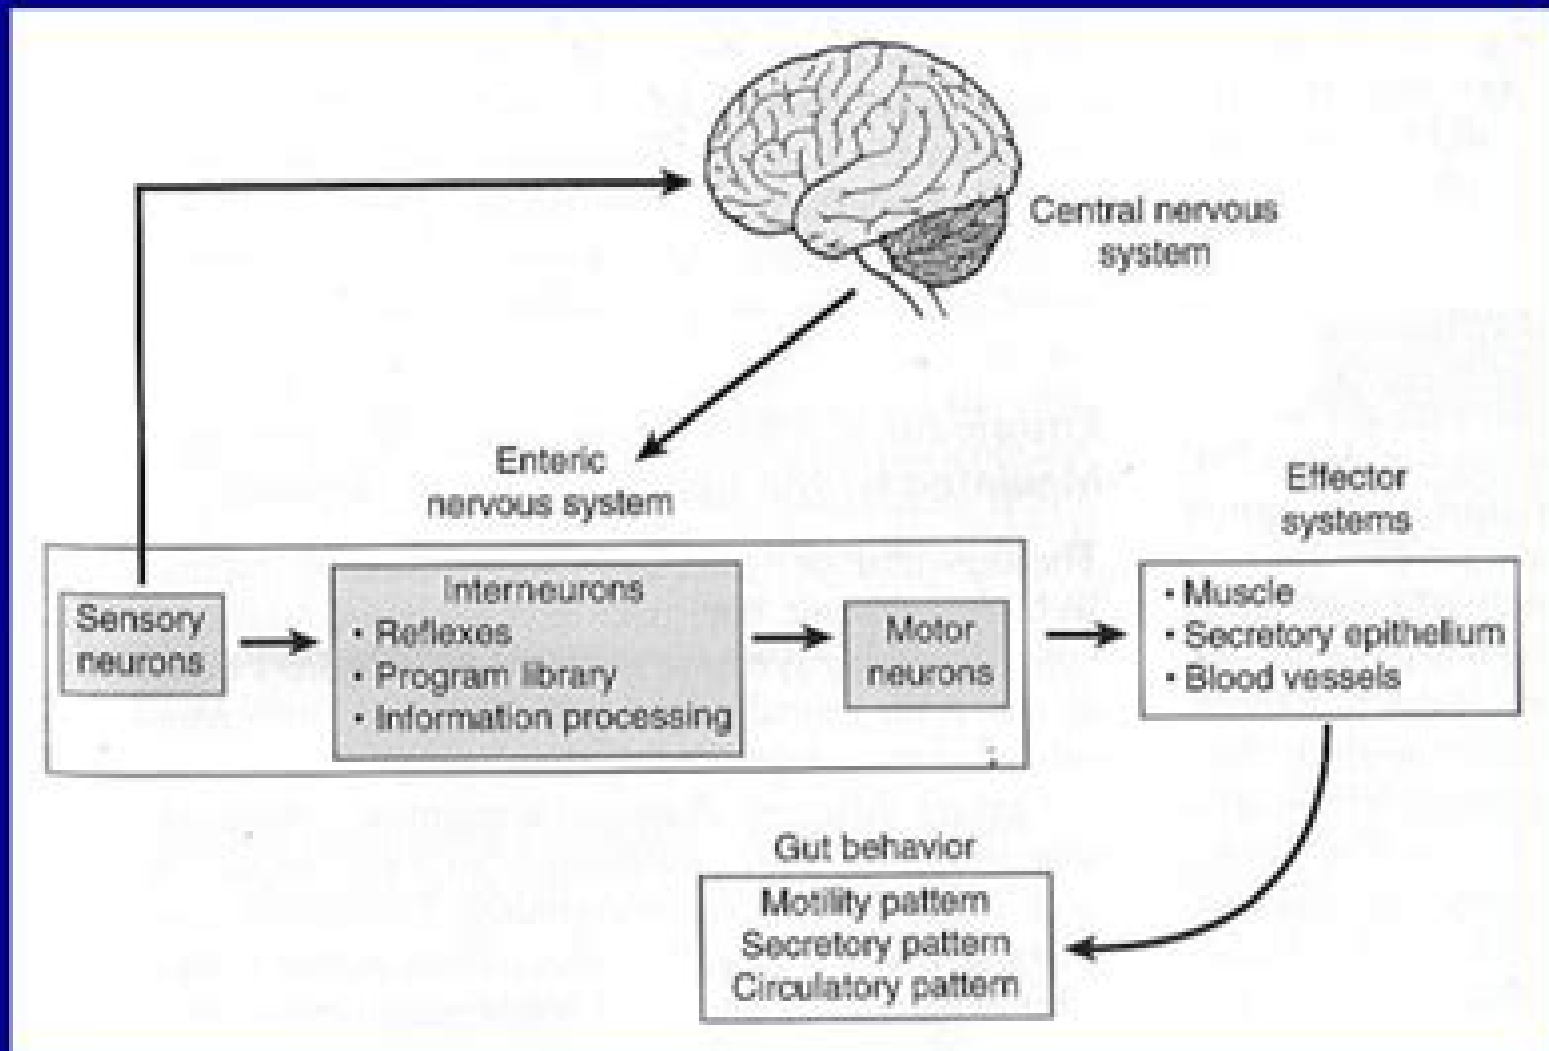 Central nervous
system
Enteric
nervous system
Effector
systems
Sensory
neurons
Interneurons
• Reflexes
• Program library
• Information processing
Motor
neurons
• Muscle
• Secretory epithelium
• Blood vessels
Gut behavior
Motility pattern
Secretory pattern
Circulatory pattern